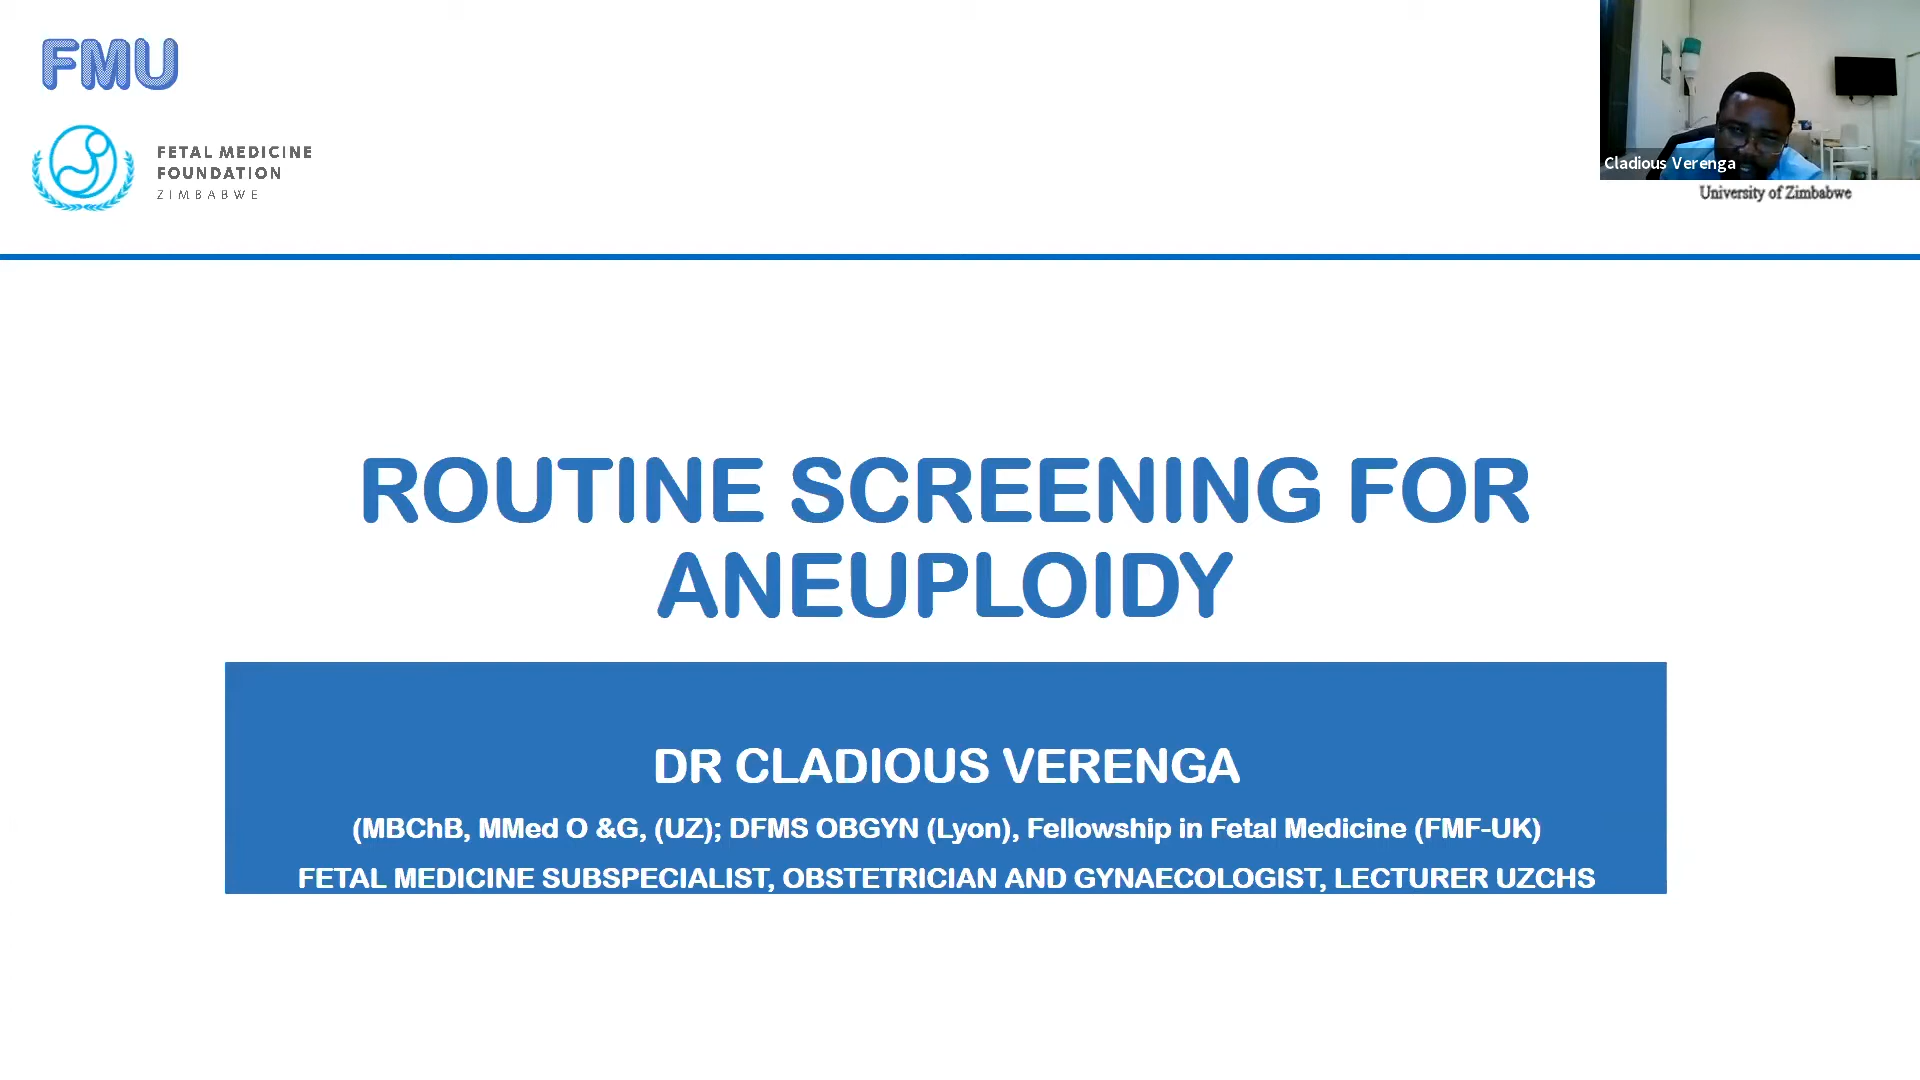 FMU
FETAL MEDICINE
FOUNDATION
ZIMBABWE
Cladious Verenga
University of Zimbabwe
ROUTINE SCREENING FOR
ANEUPLOIDY
DR CLADIOUS VERENGA
(MBChB, MMed O &G, (UZ); DFMS OBGYN (Lyon), Fellowship in Fetal Medicine (FMF-UK)
FETAL MEDICINE SUBSPECIALIST, OBSTETRICIAN AND GYNAECOLOGIST, LECTURER UZCHS